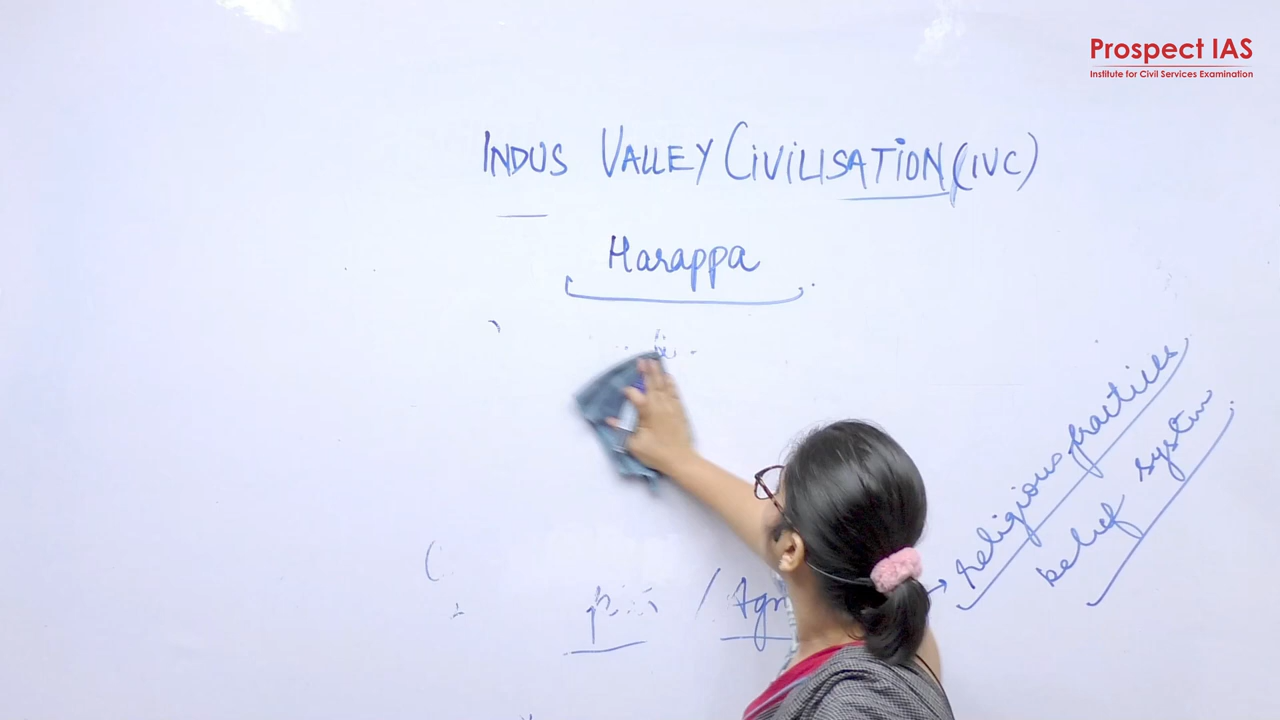 Prospect IAS
Institute for Civil Services Examination
INDUS VALLEY CIVILISATION (IVC)
Harappa
religious practices
belief system
/